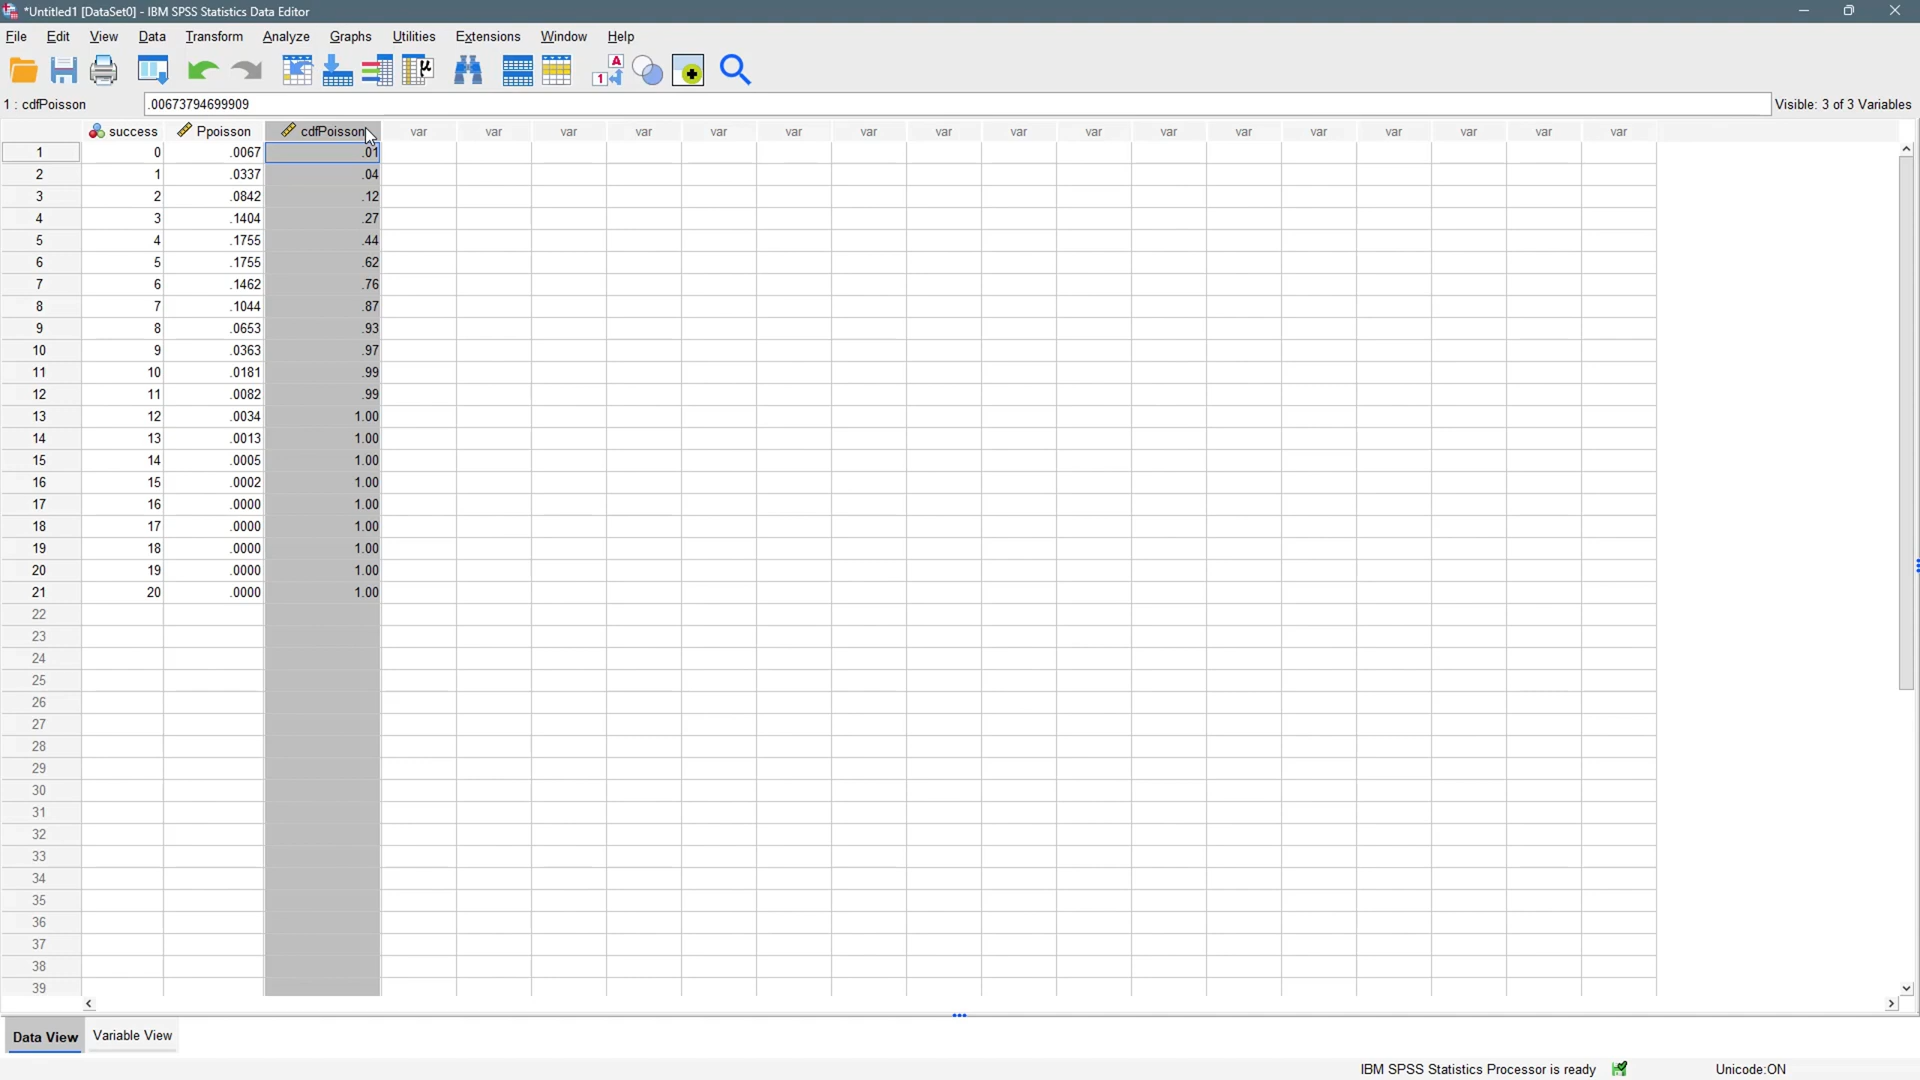 *Untitled1 [DataSet0] - IBM SPSS Statistics Data Editor
File Edit View Data Transform Analyze Graphs Utilities Extensions Window Help
1 : cdfPoisson .00673794699909 Visible: 3 of 3 Variables
success Ppoisson cdfPoisson var var var var var var var var var var var var var var var var var
1 0 .0067 .01
2 1 .0337 .04
3 2 .0842 .12
4 3 .1404 .27
5 4 .1755 .44
6 5 .1755 .62
7 6 .1462 .76
8 7 .1044 .87
9 8 .0653 .93
10 9 .0363 .97
11 10 .0181 .99
12 11 .0082 .99
13 12 .0034 1.00
14 13 .0013 1.00
15 14 .0005 1.00
16 15 .0002 1.00
17 16 .0000 1.00
18 17 .0000 1.00
19 18 .0000 1.00
20 19 .0000 1.00
21 20 .0000 1.00
22
23
24
25
26
27
28
29
30
31
32
33
34
35
36
37
38
39
Data View Variable View
IBM SPSS Statistics Processor is ready Unicode:ON